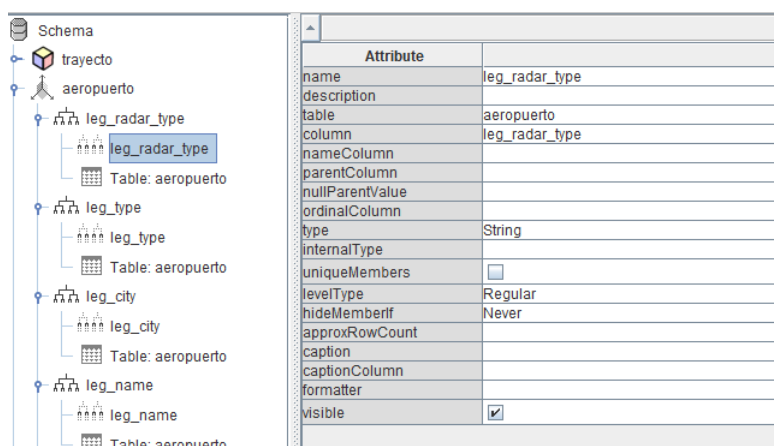 Schema
trayecto
aeropuerto
leg_radar_type
leg_radar_type
Table: aeropuerto
leg_type
leg_type
Table: aeropuerto
leg_city
leg_city
Table: aeropuerto
leg_name
leg_name
Table: aeropuerto
Attribute
name leg_radar_type
description
table aeropuerto
column leg_radar_type
nameColumn
parentColumn
nullParentValue
ordinalColumn
type String
internalType
uniqueMembers
levelType Regular
hideMemberIf Never
approxRowCount
caption
captionColumn
formatter
visible